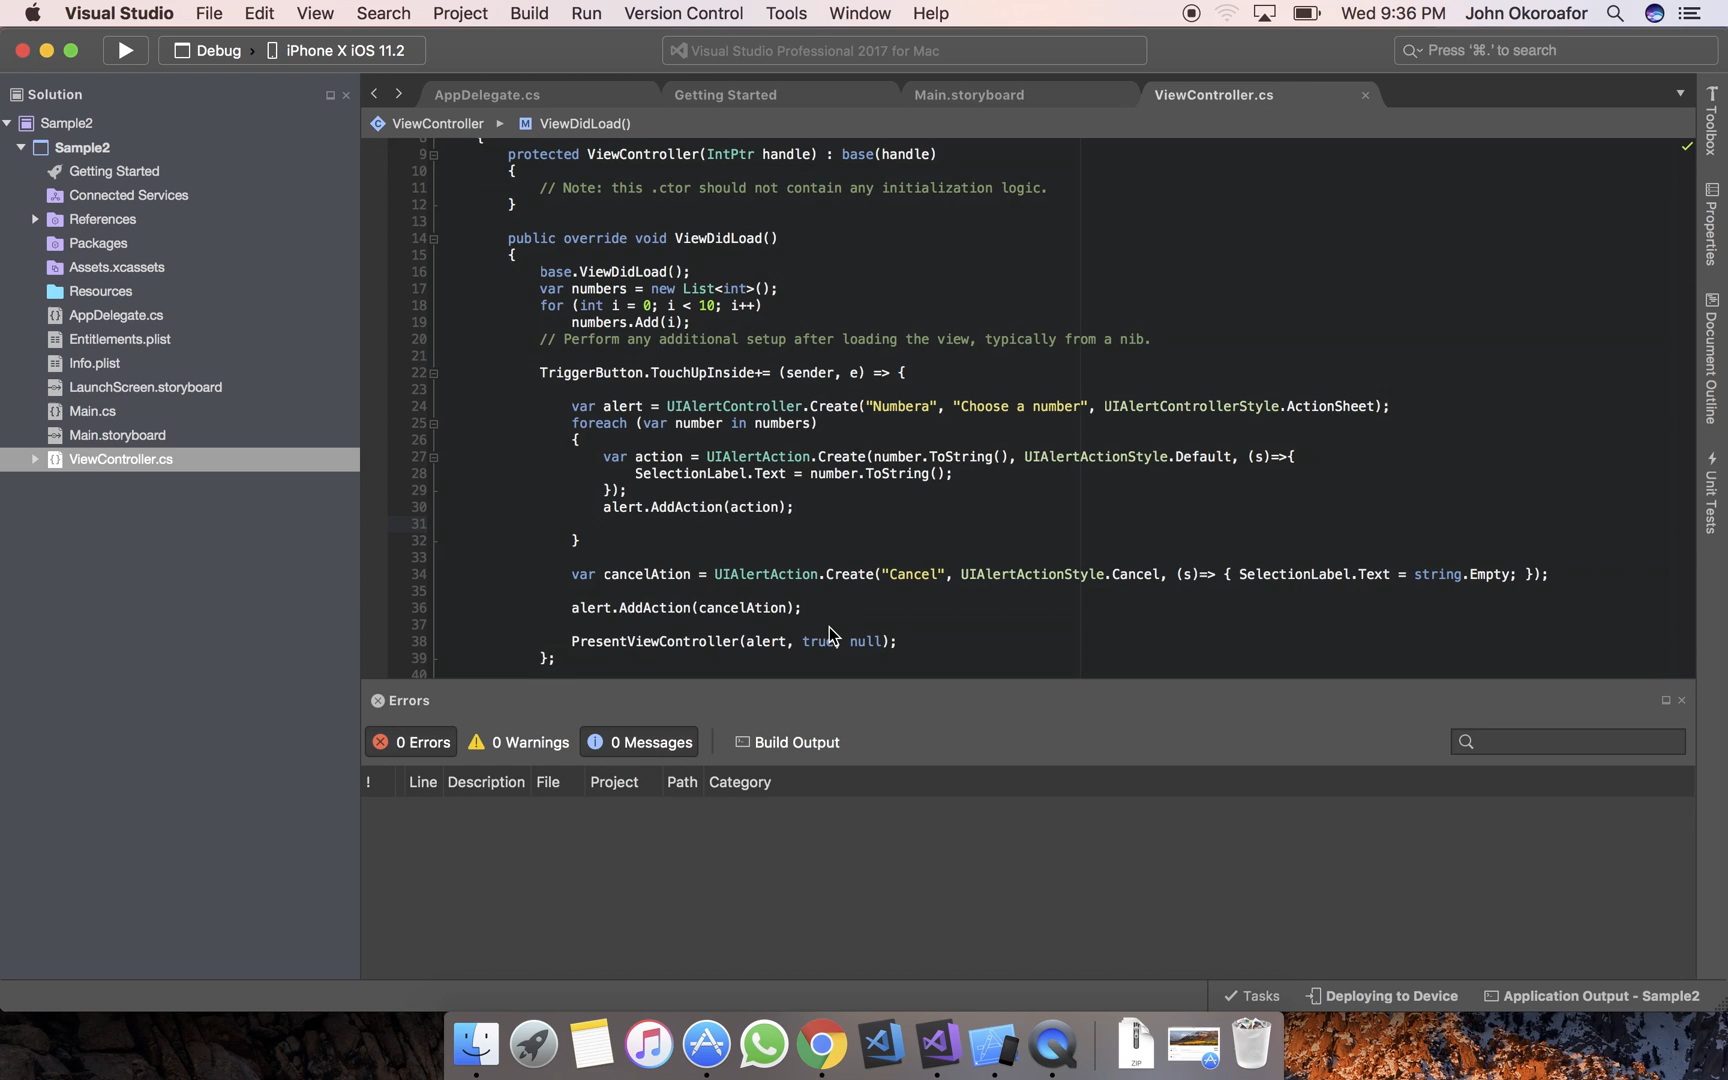 Visual Studio File Edit View Search Project Build Run Version Control Tools Window Help Wed 9:36 PM John Okoroafor
Debug › iPhone X iOS 11.2 Visual Studio Professional 2017 for Mac Press '⌘.' to search
Solution
Sample2
Sample2
Getting Started
Connected Services
References
Packages
Assets.xcassets
Resources
AppDelegate.cs
Entitlements.plist
Info.plist
LaunchScreen.storyboard
Main.cs
Main.storyboard
ViewController.cs
AppDelegate.cs Getting Started Main.storyboard ViewController.cs
ViewController ▸ M ViewDidLoad()
9 protected ViewController(IntPtr handle) : base(handle)
10 {
11 // Note: this .ctor should not contain any initialization logic.
12 }
13
14 public override void ViewDidLoad()
15 {
16 base.ViewDidLoad();
17 var numbers = new List<int>();
18 for (int i = 0; i < 10; i++)
19 numbers.Add(i);
20 // Perform any additional setup after loading the view, typically from a nib.
21
22 TriggerButton.TouchUpInside+= (sender, e) => {
23
24 var alert = UIAlertController.Create("Numbera", "Choose a number", UIAlertControllerStyle.ActionSheet);
25 foreach (var number in numbers)
26 {
27 var action = UIAlertAction.Create(number.ToString(), UIAlertActionStyle.Default, (s)=>{
28 SelectionLabel.Text = number.ToString();
29 });
30 alert.AddAction(action);
31
32 }
33
34 var cancelAtion = UIAlertAction.Create("Cancel", UIAlertActionStyle.Cancel, (s)=> { SelectionLabel.Text = string.Empty; });
35
36 alert.AddAction(cancelAtion);
37
38 PresentViewController(alert, true, null);
39 };
40
Toolbox
Properties
Document Outline
Unit Tests
Errors
0 Errors 0 Warnings 0 Messages Build Output
! Line Description File Project Path Category
Tasks Deploying to Device Application Output - Sample2
ZIP